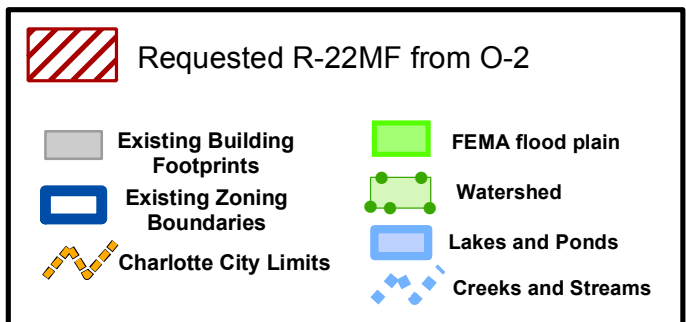 Requested R-22MF from O-2
Existing Building
Footprints
Existing Zoning
Boundaries
Charlotte City Limits
FEMA flood plain
Watershed
Lakes and Ponds
Creeks and Streams